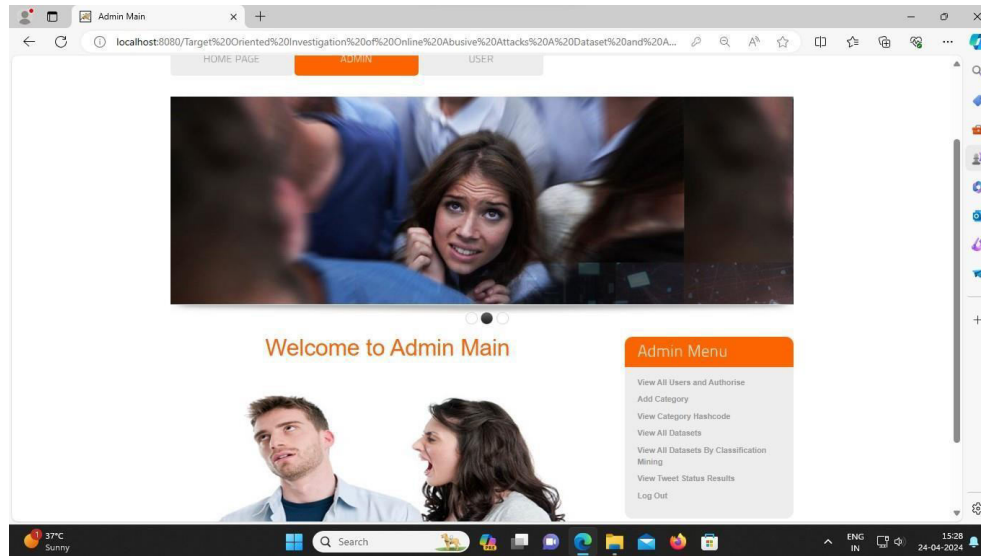 Admin Main
localhost:8080/Target%20Oriented%20Investigation%20of%20Online%20Abusive%20Attacks%20A%20Dataset%20and%20A...
HOME PAGE
ADMIN
USER
Welcome to Admin Main
Admin Menu
View All Users and Authorise
Add Category
View Category Hashcode
View All Datasets
View All Datasets By Classification
Mining
View Tweet Status Results
Log Out
37°C
Sunny
Search
ENG
IN
15:28
24-04-2024